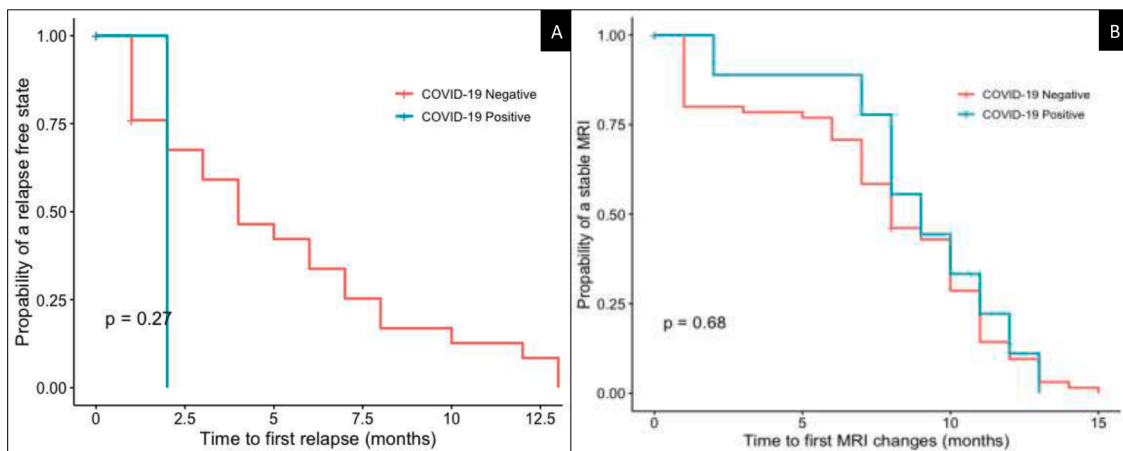 A
Propability of a relapse free state
1.00
0.75
0.50
0.25
0.00
COVID-19 Negative
COVID-19 Positive
p = 0.27
0
2.5
5
7.5
10
12.5
Time to first relapse (months)
B
Propability of a stable MRI
1.00
0.75
0.50
0.25
0.00
COVID-19 Negative
COVID-19 Positive
p = 0.68
0
5
10
15
Time to first MRI changes (months)